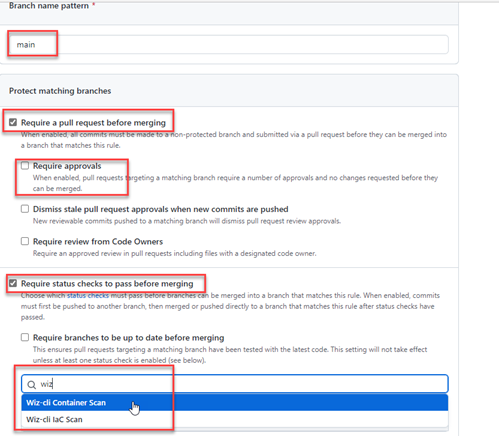 Branch name pattern *
main
Protect matching branches
Require a pull request before merging
When enabled, all commits must be made to a non-protected branch and submitted via a pull request before they can be merged into
a branch that matches this rule.
Require approvals
When enabled, pull requests targeting a matching branch require a number of approvals and no changes requested before they
can be merged.
Dismiss stale pull request approvals when new commits are pushed
New reviewable commits pushed to a matching branch will dismiss pull request review approvals.
Require review from Code Owners
Require an approved review in pull requests including files with a designated code owner.
Require status checks to pass before merging
Choose which status checks must pass before branches can be merged into a branch that matches this rule. When enabled, commits
must first be pushed to another branch, then merged or pushed directly to a branch that matches this rule after status checks have
passed.
Require branches to be up to date before merging
This ensures pull requests targeting a matching branch have been tested with the latest code. This setting will not take effect
unless at least one status check is enabled (see below).
wiz
Wiz-cli Container Scan
Wiz-cli IaC Scan